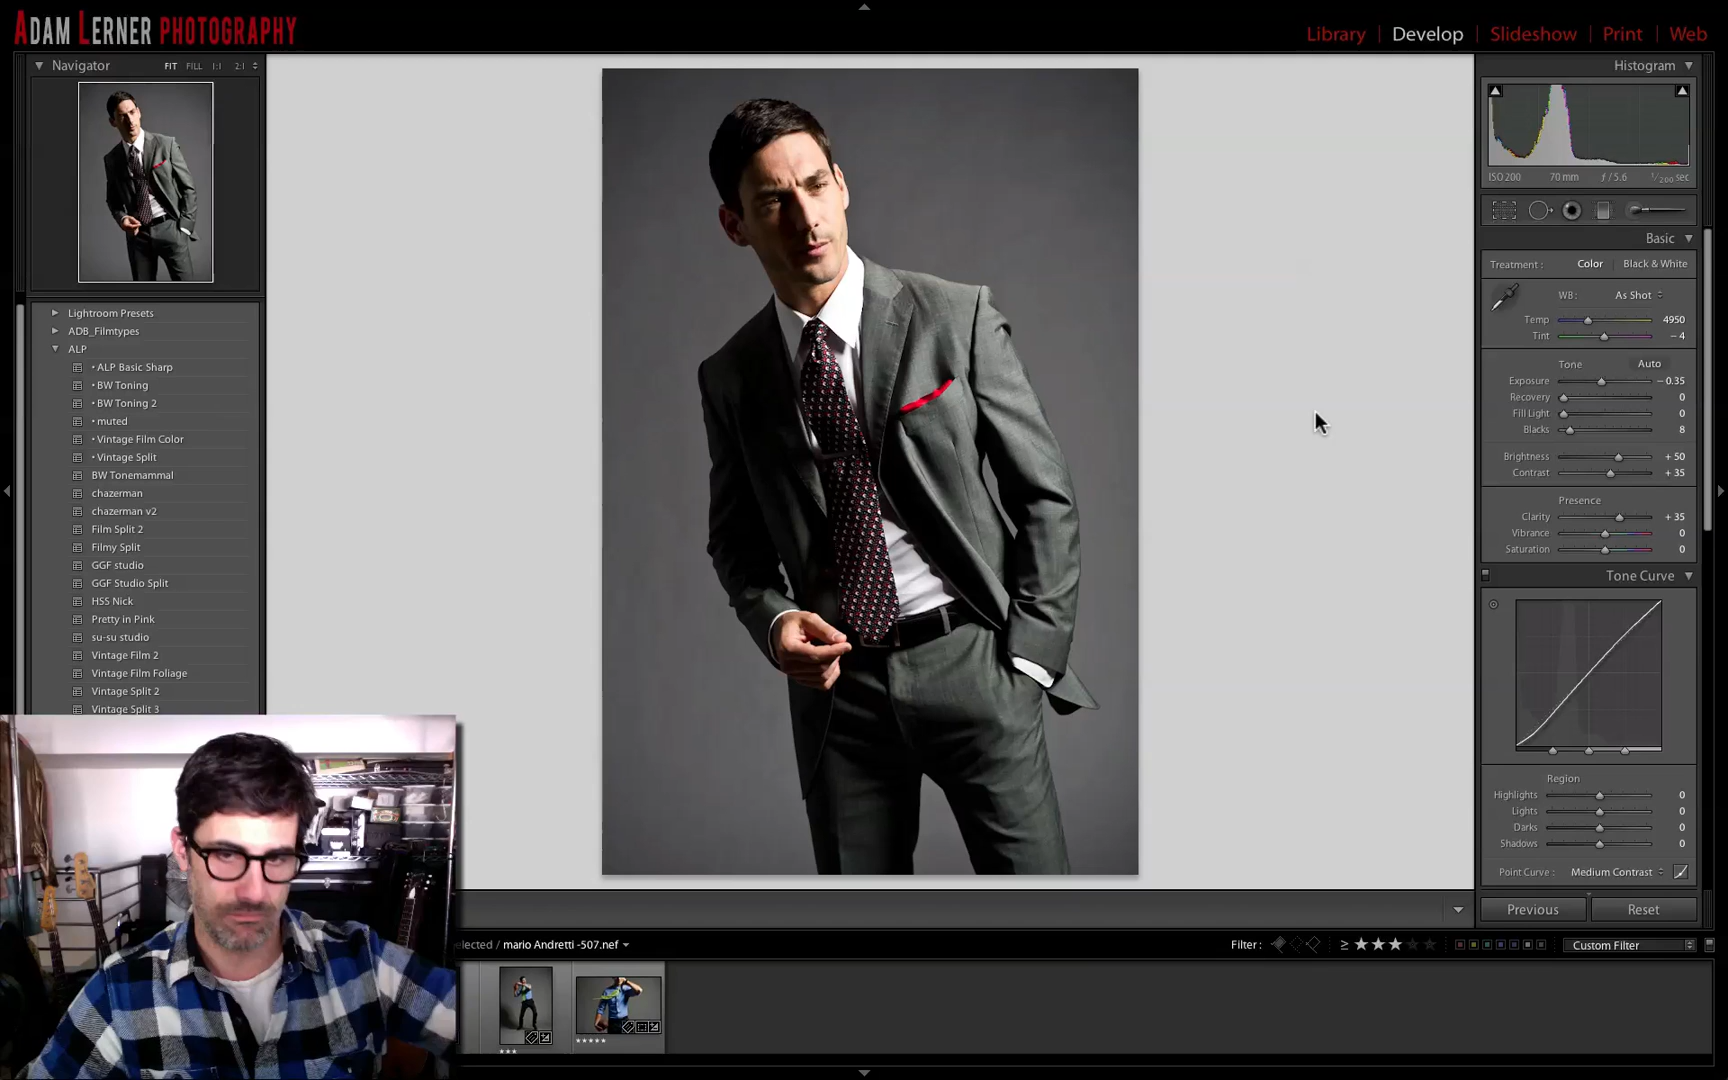 ADAM LERNER PHOTOGRAPHY
Library | Develop | Slideshow | Print | Web
Navigator FIT FILL 1:1 2:1
Lightroom Presets
ADB_Filmtypes
ALP
• ALP Basic Sharp
• BW Toning
• BW Toning 2
• muted
• Vintage Film Color
• Vintage Split
BW Tonemammal
chazerman
chazerman v2
Film Split 2
Filmy Split
GGF studio
GGF Studio Split
HSS Nick
Pretty in Pink
su-su studio
Vintage Film 2
Vintage Film Foliage
Vintage Split 2
Vintage Split 3
Histogram
ISO 200 70 mm ƒ / 5.6 1/200 sec
Basic
Treatment : Color Black & White
WB: As Shot
Temp 4950
Tint – 4
Tone Auto
Exposure – 0.35
Recovery 0
Fill Light 0
Blacks 8
Brightness + 50
Contrast + 35
Presence
Clarity + 35
Vibrance 0
Saturation 0
Tone Curve
Region
Highlights 0
Lights 0
Darks 0
Shadows 0
Point Curve : Medium Contrast
Previous Reset
elected / mario Andretti -507.nef
Filter : ≥ ★★★ Custom Filter